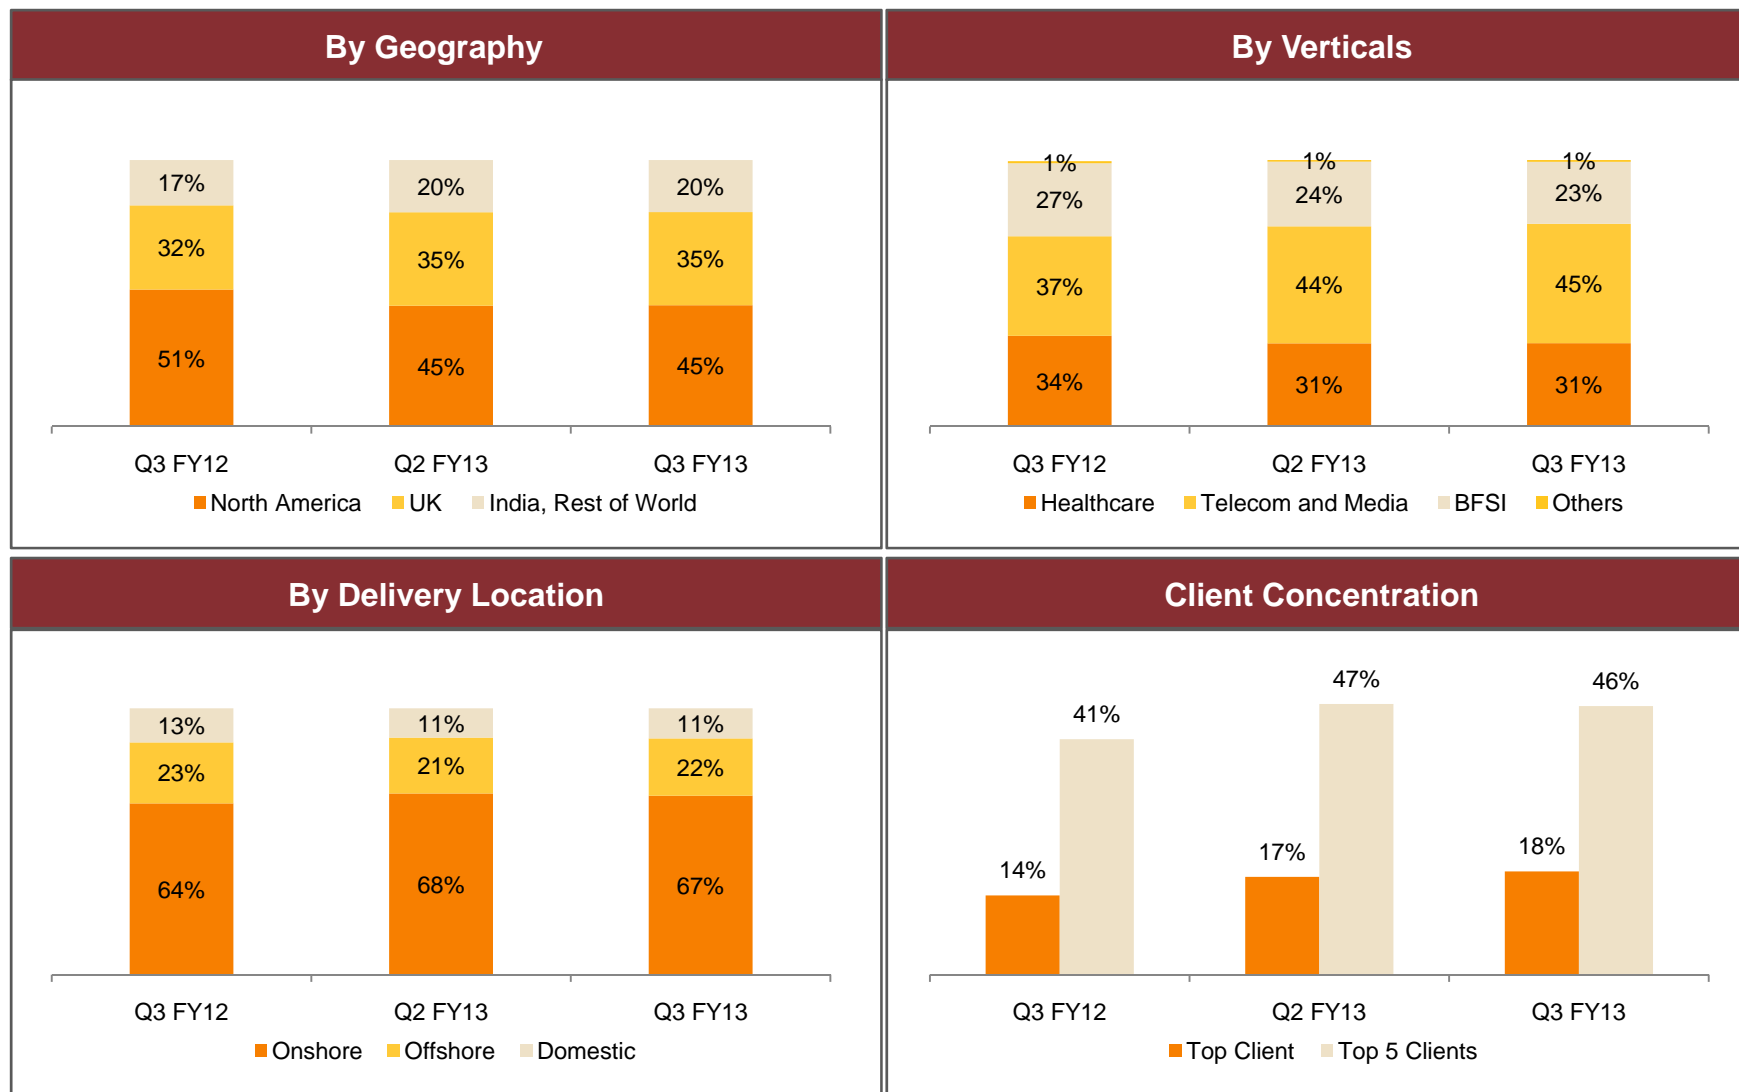 By Geography
17%
20%
20%
32%
35%
35%
51%
45%
45%
Q3 FY12
Q2 FY13
Q3 FY13
North America
UK
India, Rest of World
By Verticals
1%
1%
1%
27%
24%
23%
37%
44%
45%
34%
31%
31%
Q3 FY12
Q2 FY13
Q3 FY13
Healthcare
Telecom and Media
BFSI
Others
By Delivery Location
13%
11%
11%
23%
21%
22%
64%
68%
67%
Q3 FY12
Q2 FY13
Q3 FY13
Onshore
Offshore
Domestic
Client Concentration
41%
47%
46%
14%
17%
18%
Q3 FY12
Q2 FY13
Q3 FY13
Top Client
Top 5 Clients